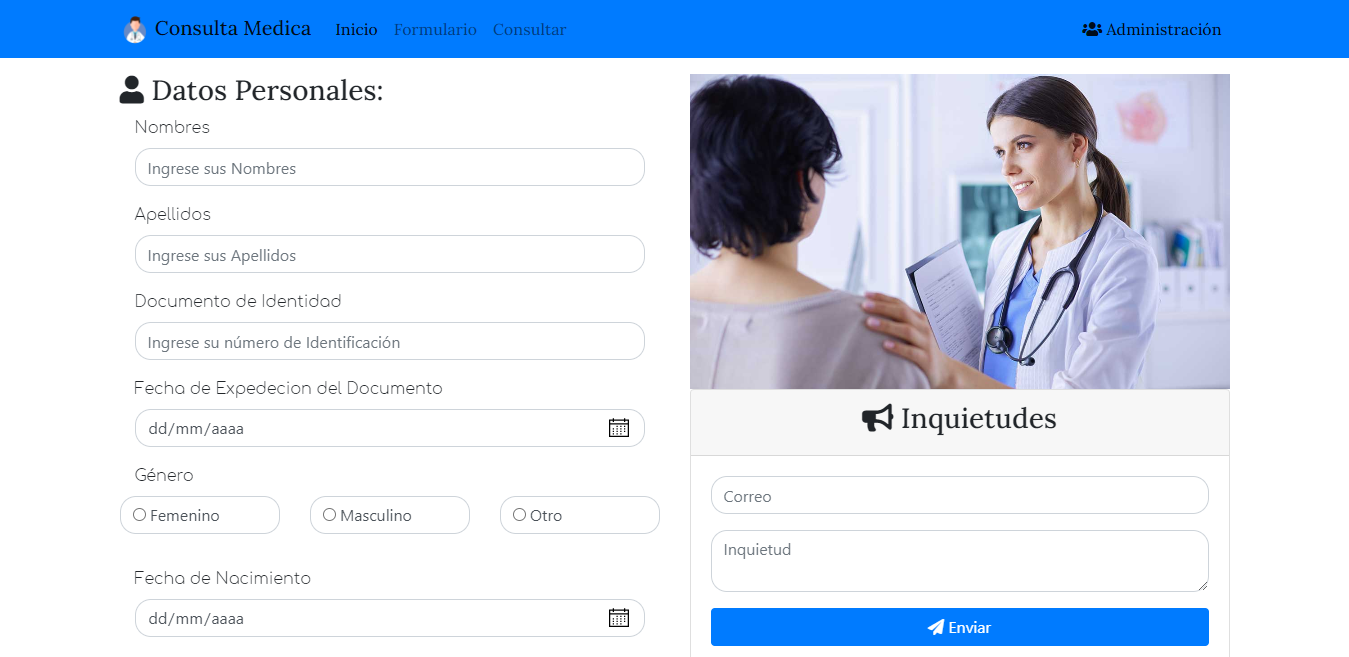 Consulta Medica Inicio Formulario Consultar Administración
Datos Personales:
Nombres
Ingrese sus Nombres
Apellidos
Ingrese sus Apellidos
Documento de Identidad
Ingrese su número de Identificación
Fecha de Expedecion del Documento
dd/mm/aaaa
Género
Femenino Masculino Otro
Fecha de Nacimiento
dd/mm/aaaa
Inquietudes
Correo
Inquietud
Enviar